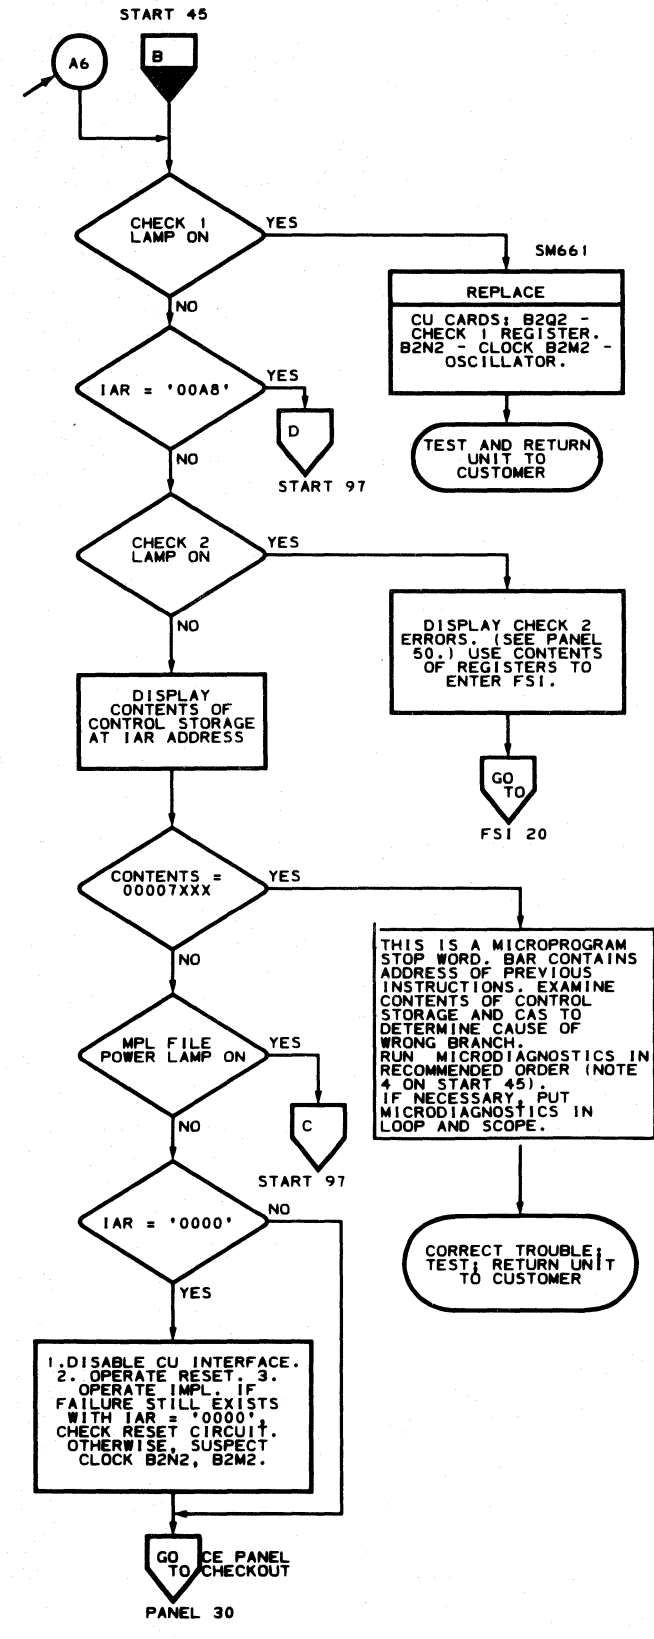 START 45
A6
B
CHECK 1
LAMP ON
YES
NO
SM661
REPLACE
CU CARDS; B2Q2 -
CHECK 1 REGISTER.
B2N2 - CLOCK B2M2 -
OSCILLATOR.
TEST AND RETURN
UNIT TO
CUSTOMER
IAR = '00A8'
YES
D
START 97
NO
CHECK 2
LAMP ON
YES
NO
DISPLAY CHECK 2
ERRORS. (SEE PANEL
50.) USE CONTENTS
OF REGISTERS TO
ENTER FSI.
GO
TO
FSI 20
DISPLAY
CONTENTS OF
CONTROL STORAGE
AT IAR ADDRESS
CONTENTS =
00007XXX
YES
NO
THIS IS A MICROPROGRAM
STOP WORD. BAR CONTAINS
ADDRESS OF PREVIOUS
INSTRUCTIONS. EXAMINE
CONTENTS OF CONTROL
STORAGE AND CAS TO
DETERMINE CAUSE OF
WRONG BRANCH.
RUN MICRODIAGNOSTICS IN
RECOMMENDED ORDER (NOTE
4 ON START 45).
IF NECESSARY, PUT
MICRODIAGNOSTICS IN
LOOP AND SCOPE.
CORRECT TROUBLE;
TEST; RETURN UNIT
TO CUSTOMER
MPL FILE
POWER LAMP ON
YES
C
START 97
NO
IAR = '0000'
NO
YES
1.DISABLE CU INTERFACE.
2. OPERATE RESET. 3.
OPERATE IMPL. IF
FAILURE STILL EXISTS
WITH IAR = '0000',
CHECK RESET CIRCUIT.
OTHERWISE, SUSPECT
CLOCK B2N2, B2M2.
GO CE PANEL
TO CHECKOUT
PANEL 30